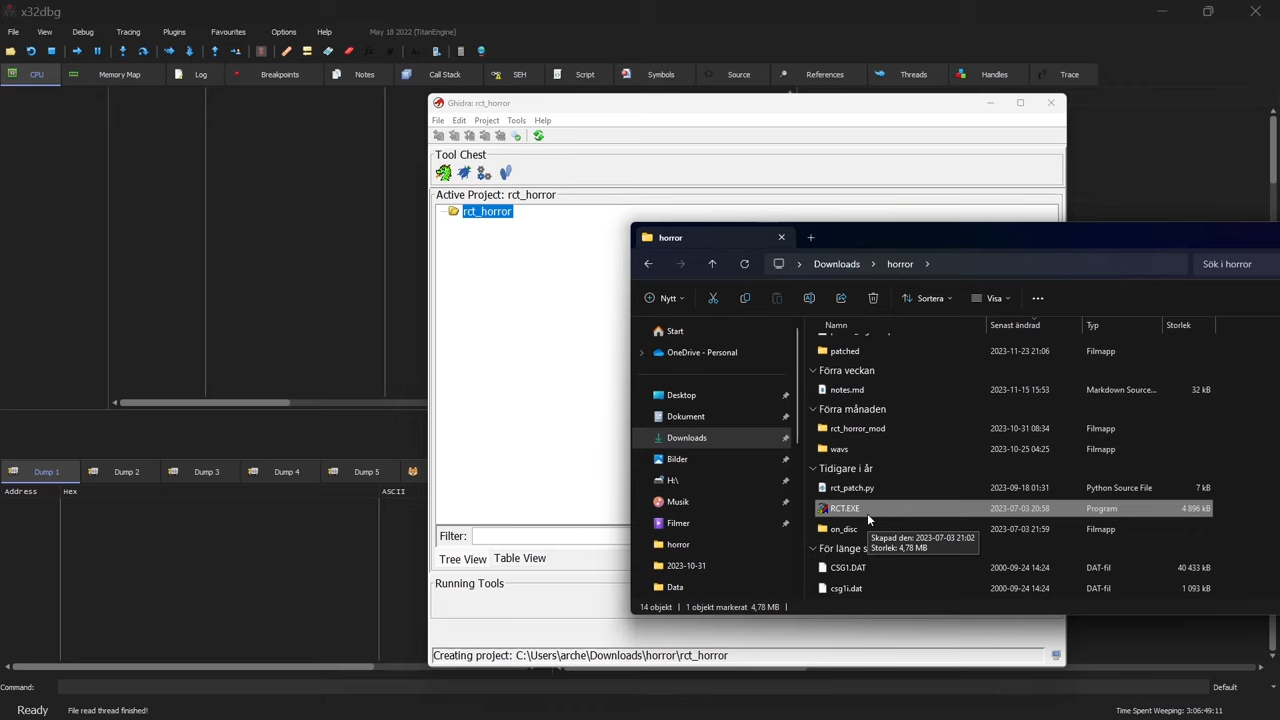 x32dbg
File View Debug Tracing Plugins Favourites Options Help May 18 2022 (TitanEngine)
CPU Memory Map Log Breakpoints Notes Call Stack SEH Script Symbols Source References Threads Handles Trace
Ghidra: rct_horror
File Edit Project Tools Help
Tool Chest
Active Project: rct_horror
rct_horror
horror
Downloads > horror > Sök i horror
Nytt Sortera Visa
Namn Senast ändrad Typ Storlek
Start
OneDrive - Personal
Desktop
Dokument
Downloads
Bilder
H:\
Musik
Filmer
horror
2023-10-31
Data
patched 2023-11-23 21:06 Filmapp
Förra veckan
notes.md 2023-11-15 15:53 Markdown Source... 32 kB
Förra månaden
rct_horror_mod 2023-10-31 08:34 Filmapp
wavs 2023-10-25 04:25 Filmapp
Tidigare i år
rct_patch.py 2023-09-18 01:31 Python Source File 7 kB
RCT.EXE 2023-07-03 20:58 Program 4 896 kB
on_disc 2023-07-03 21:59 Filmapp
Skapad den: 2023-07-03 21:02
Storlek: 4,78 MB
För länge s
CSG1.DAT 2000-09-24 14:24 DAT-fil 40 433 kB
csg1i.dat 2000-09-24 14:24 DAT-fil 1 093 kB
14 objekt 1 objekt markerat 4,78 MB
Filter:
Tree View Table View
Running Tools
Creating project: C:\Users\arche\Downloads\horror\rct_horror
Dump 1 Dump 2 Dump 3 Dump 4 Dump 5
Address Hex ASCII
Command: Default
Ready File read thread finished! Time Spent Weeping: 3:06:49:11